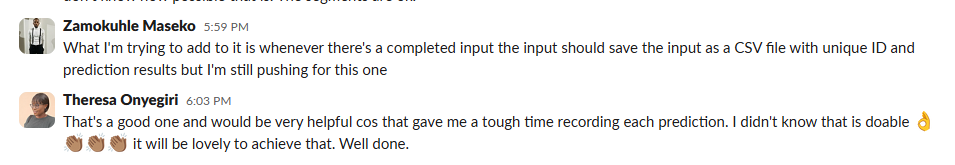 Zamokuhle Maseko 5:59 PM
What I'm trying to add to it is whenever there's a completed input the input should save the input as a CSV file with unique ID and
prediction results but I'm still pushing for this one
Theresa Onyegiri 6:03 PM
That's a good one and would be very helpful cos that gave me a tough time recording each prediction. I didn't know that is doable 👌
👏🏾 👏🏾 👏🏾 it will be lovely to achieve that. Well done.